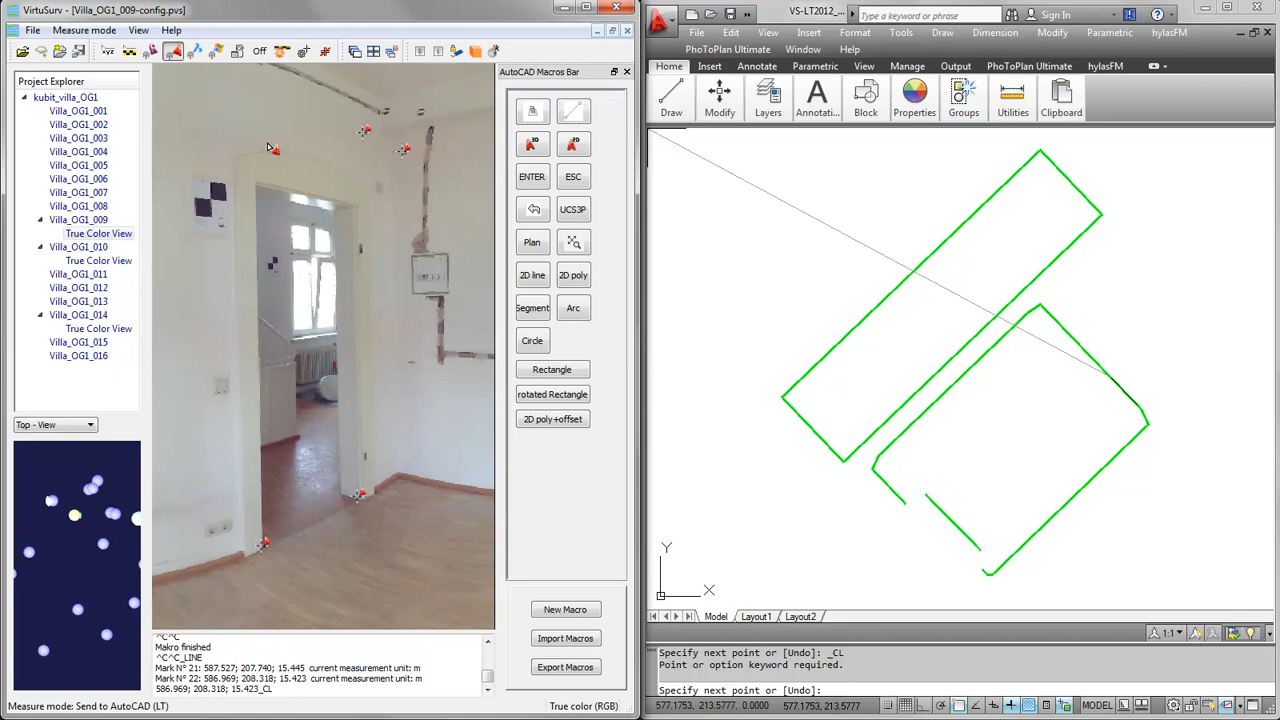 VirtuSurv - [Villa_OG1_009-config.pvs]
File Measure mode View Help
Off
Project Explorer
kubit_villa_OG1
Villa_OG1_001
Villa_OG1_002
Villa_OG1_003
Villa_OG1_004
Villa_OG1_005
Villa_OG1_006
Villa_OG1_007
Villa_OG1_008
Villa_OG1_009
True Color View
Villa_OG1_010
True Color View
Villa_OG1_011
Villa_OG1_012
Villa_OG1_013
Villa_OG1_014
True Color View
Villa_OG1_015
Villa_OG1_016
Top - View
AutoCAD Macros Bar
3D 2D
ENTER ESC
UCS3P
Plan
2D line 2D poly
Segment Arc
Circle
Rectangle
rotated Rectangle
2D poly+offset
New Macro
Import Macros
Export Macros
^C^C
Makro finished
^C^C_LINE
Mark N° 21: 587.527; 207.740; 15.445 current measurement unit: m
Mark N° 22: 586.969; 208.318; 15.423 current measurement unit: m
586.969; 208.318; 15.423_CL
Measure mode: Send to AutoCAD (LT)
True color (RGB)
VS-LT2012_...
Type a keyword or phrase
Sign In
File Edit View Insert Format Tools Draw Dimension Modify Parametric hylasFM
PhoToPlan Ultimate Window Help
Home Insert Annotate Parametric View Manage Output PhoToPlan Ultimate hylasFM
Draw Modify Layers Annotati... Block Properties Groups Utilities Clipboard
Y
X
Model Layout1 Layout2
1:1
Specify next point or [Undo]: _CL
Point or option keyword required.
Specify next point or [Undo]:
577.1753, 213.5777, 0.0000 577.1753, 213.5777 MODEL